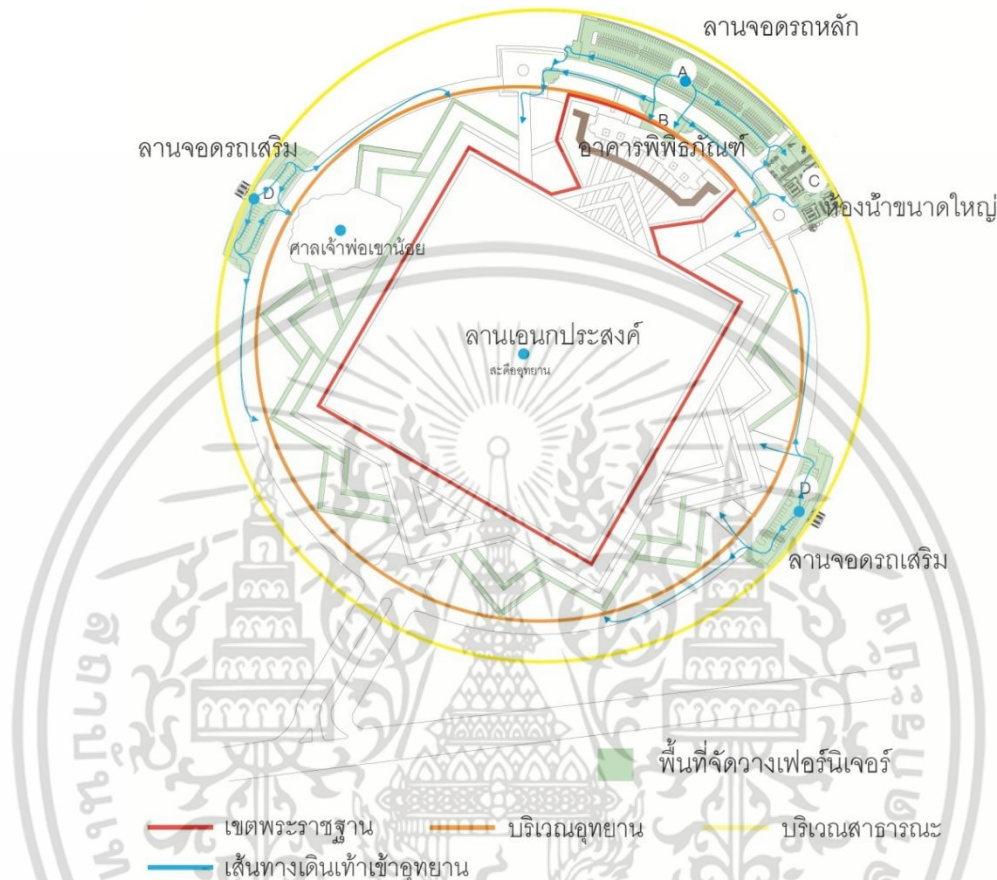 ลานจอดรถหลัก
A
B
ลานจอดรถเสริม
อาคารพิพิธภัณฑ์
C
D
ห้องน้ำขนาดใหญ่
ศาลเจ้าพ่อเขาน้อย
ลานเอนกประสงค์
สะดืออุทยาน
D
ลานจอดรถเสริม
พื้นที่จัดวางเฟอร์นิเจอร์
เขตพระราชฐาน
บริเวณอุทยาน
บริเวณสาธารณะ
เส้นทางเดินเท้าเข้าอุทยาน